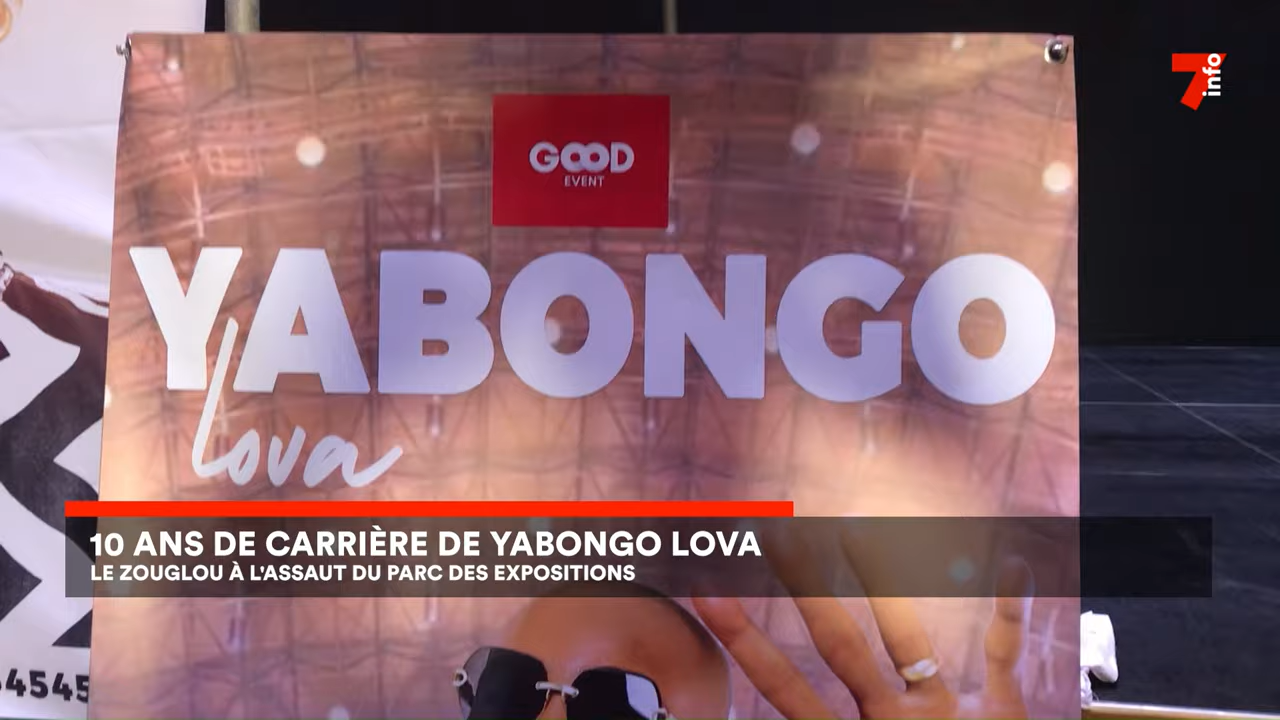 7info
GOOD
EVENT
YABONGO
Lova
10 ANS DE CARRIÈRE DE YABONGO LOVA
LE ZOUGLOU À L'ASSAUT DU PARC DES EXPOSITIONS
4545